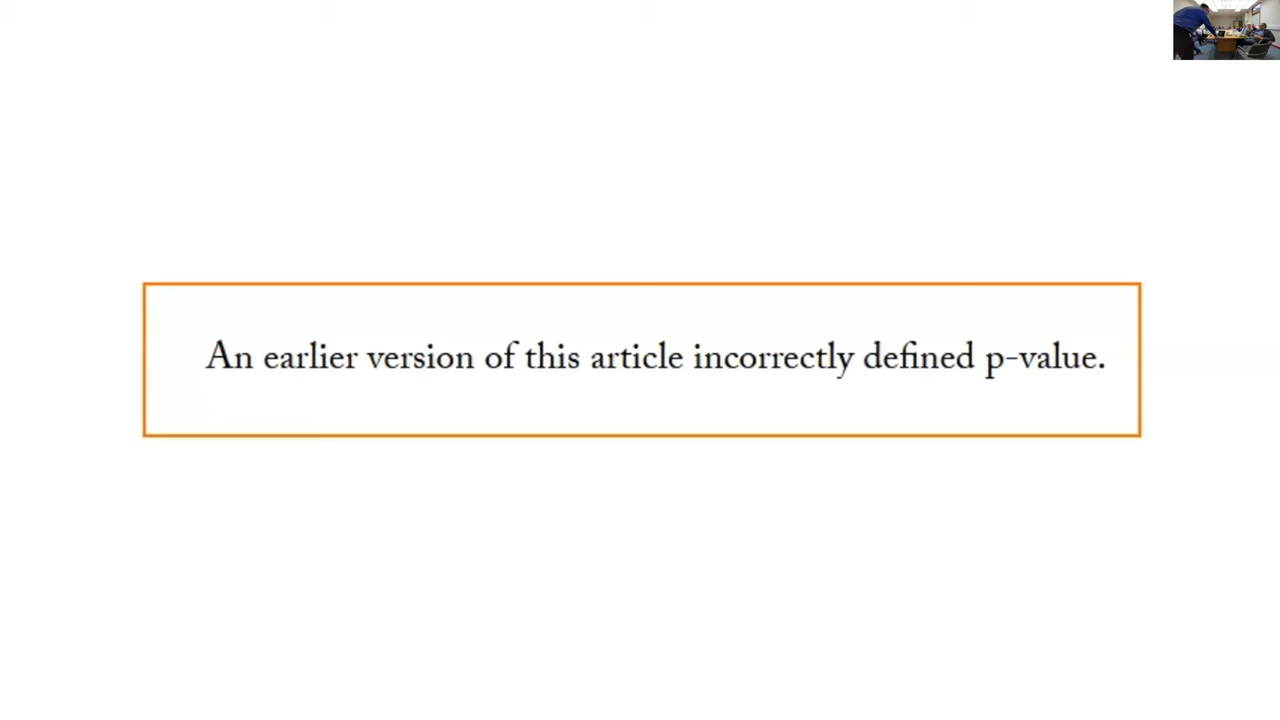 An earlier version of this article incorrectly defined p-value.